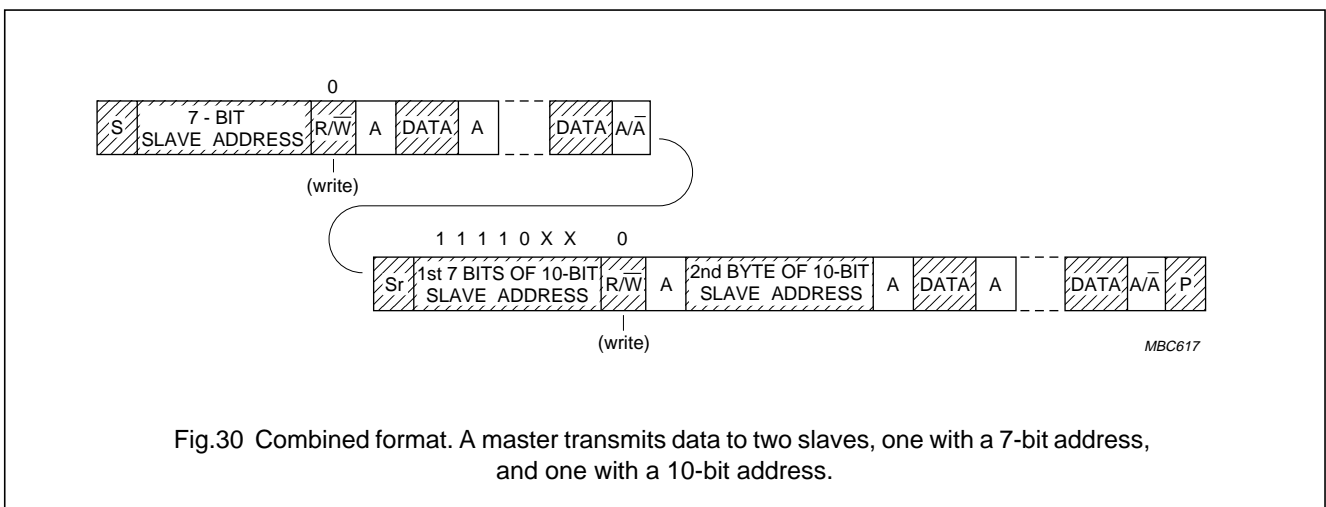 0
S 7 - BIT SLAVE ADDRESS R/W̅ A DATA A DATA A/A̅
(write)
1 1 1 1 0 X X 0
Sr 1st 7 BITS OF 10-BIT SLAVE ADDRESS R/W̅ A 2nd BYTE OF 10-BIT SLAVE ADDRESS A DATA A DATA A/A̅ P
(write)
MBC617
Fig.30 Combined format. A master transmits data to two slaves, one with a 7-bit address,
and one with a 10-bit address.